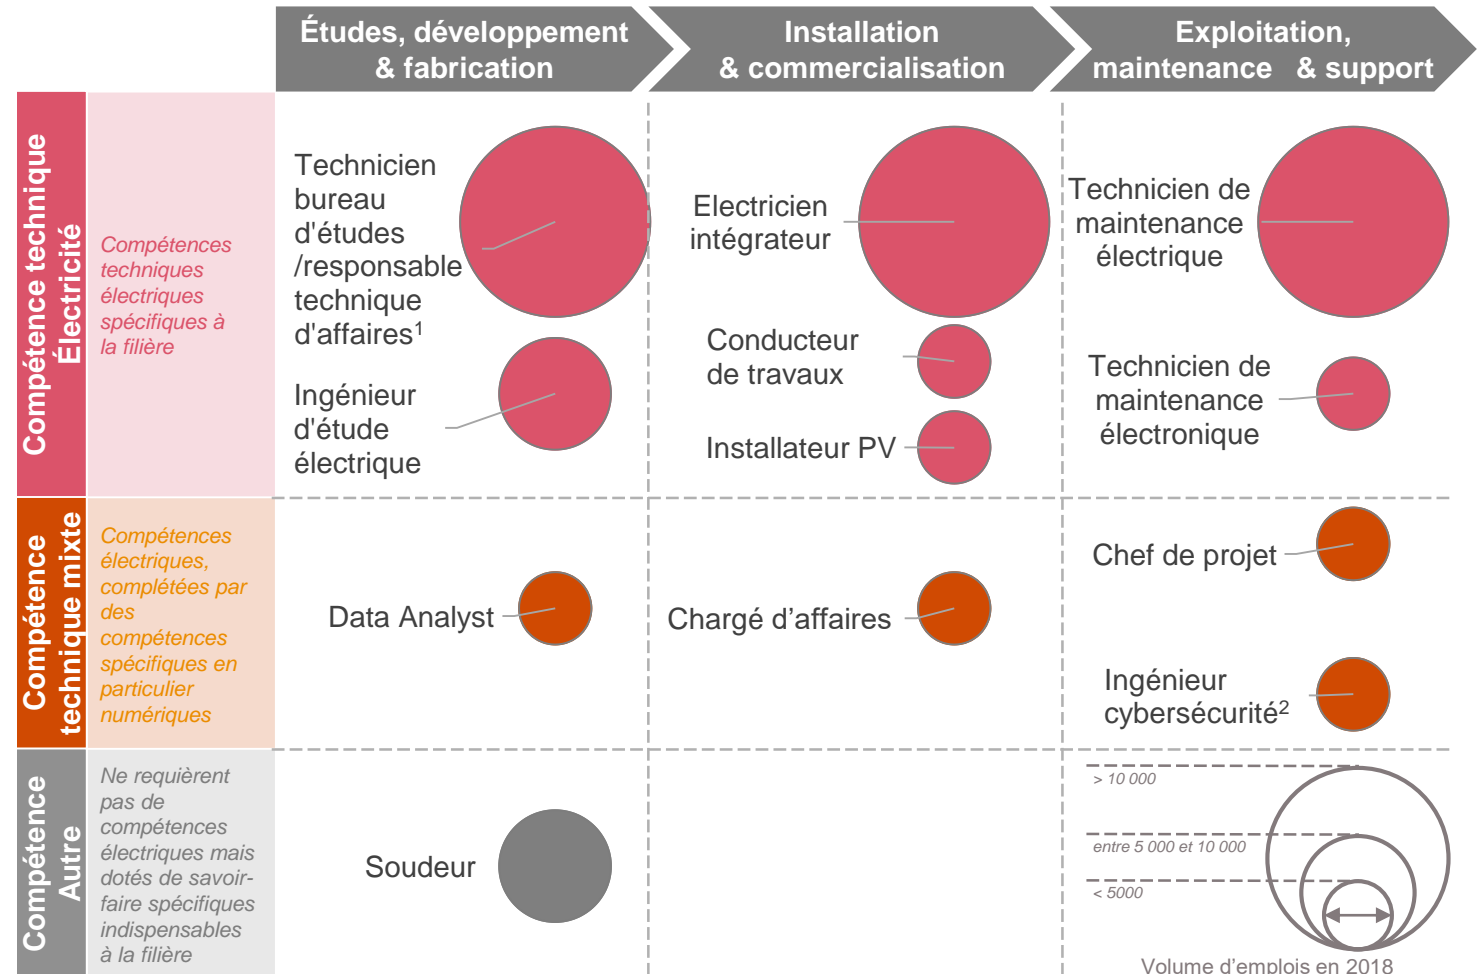 Études, développement
& fabrication
Installation
& commercialisation
Exploitation,
maintenance & support
Compétence technique
Électricité
Compétences
techniques
électriques
spécifiques à
la filière
Technicien
bureau
d'études
/responsable
technique
d'affaires1
Ingénieur
d'étude
électrique
Electricien
intégrateur
Conducteur
de travaux
Installateur PV
Technicien de
maintenance
électrique
Technicien de
maintenance
électronique
Compétence
technique mixte
Compétences
électriques,
complétées par
des
compétences
spécifiques en
particulier
numériques
Data Analyst
Chargé d’affaires
Chef de projet
Ingénieur
cybersécurité2
Compétence
Autre
Ne requièrent
pas de
compétences
électriques mais
dotés de savoir-
faire spécifiques
indispensables
à la filière
Soudeur
> 10 000
entre 5 000 et 10 000
< 5000
Volume d’emplois en 2018